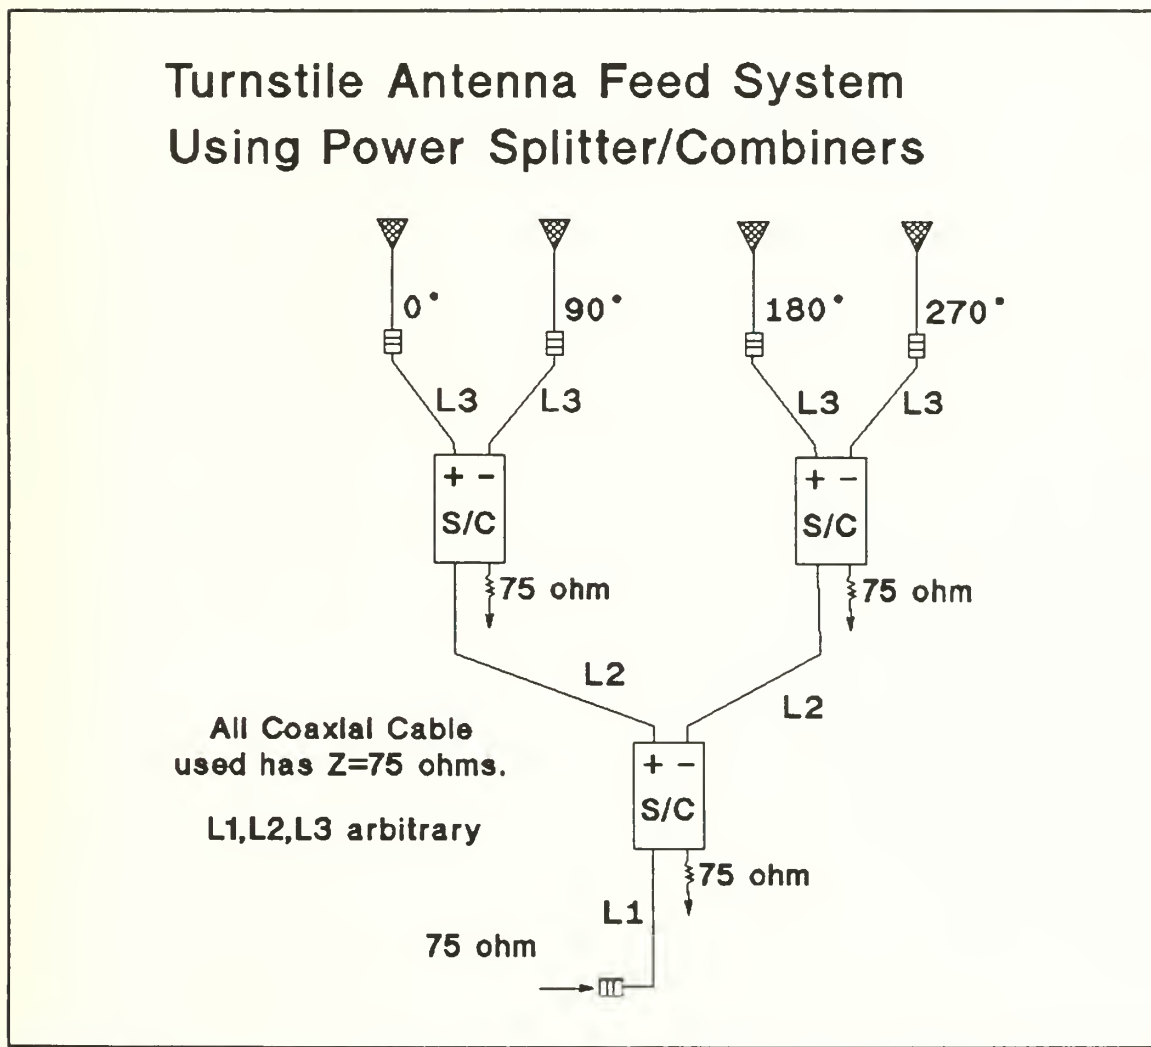 Turnstile Antenna Feed System
Using Power Splitter/Combiners
0° 90° 180° 270°
L3 L3 L3 L3
+ - + -
S/C S/C
75 ohm 75 ohm
L2 L2
All Coaxial Cable
used has Z=75 ohms.
L1,L2,L3 arbitrary
+ -
S/C
75 ohm
L1
75 ohm